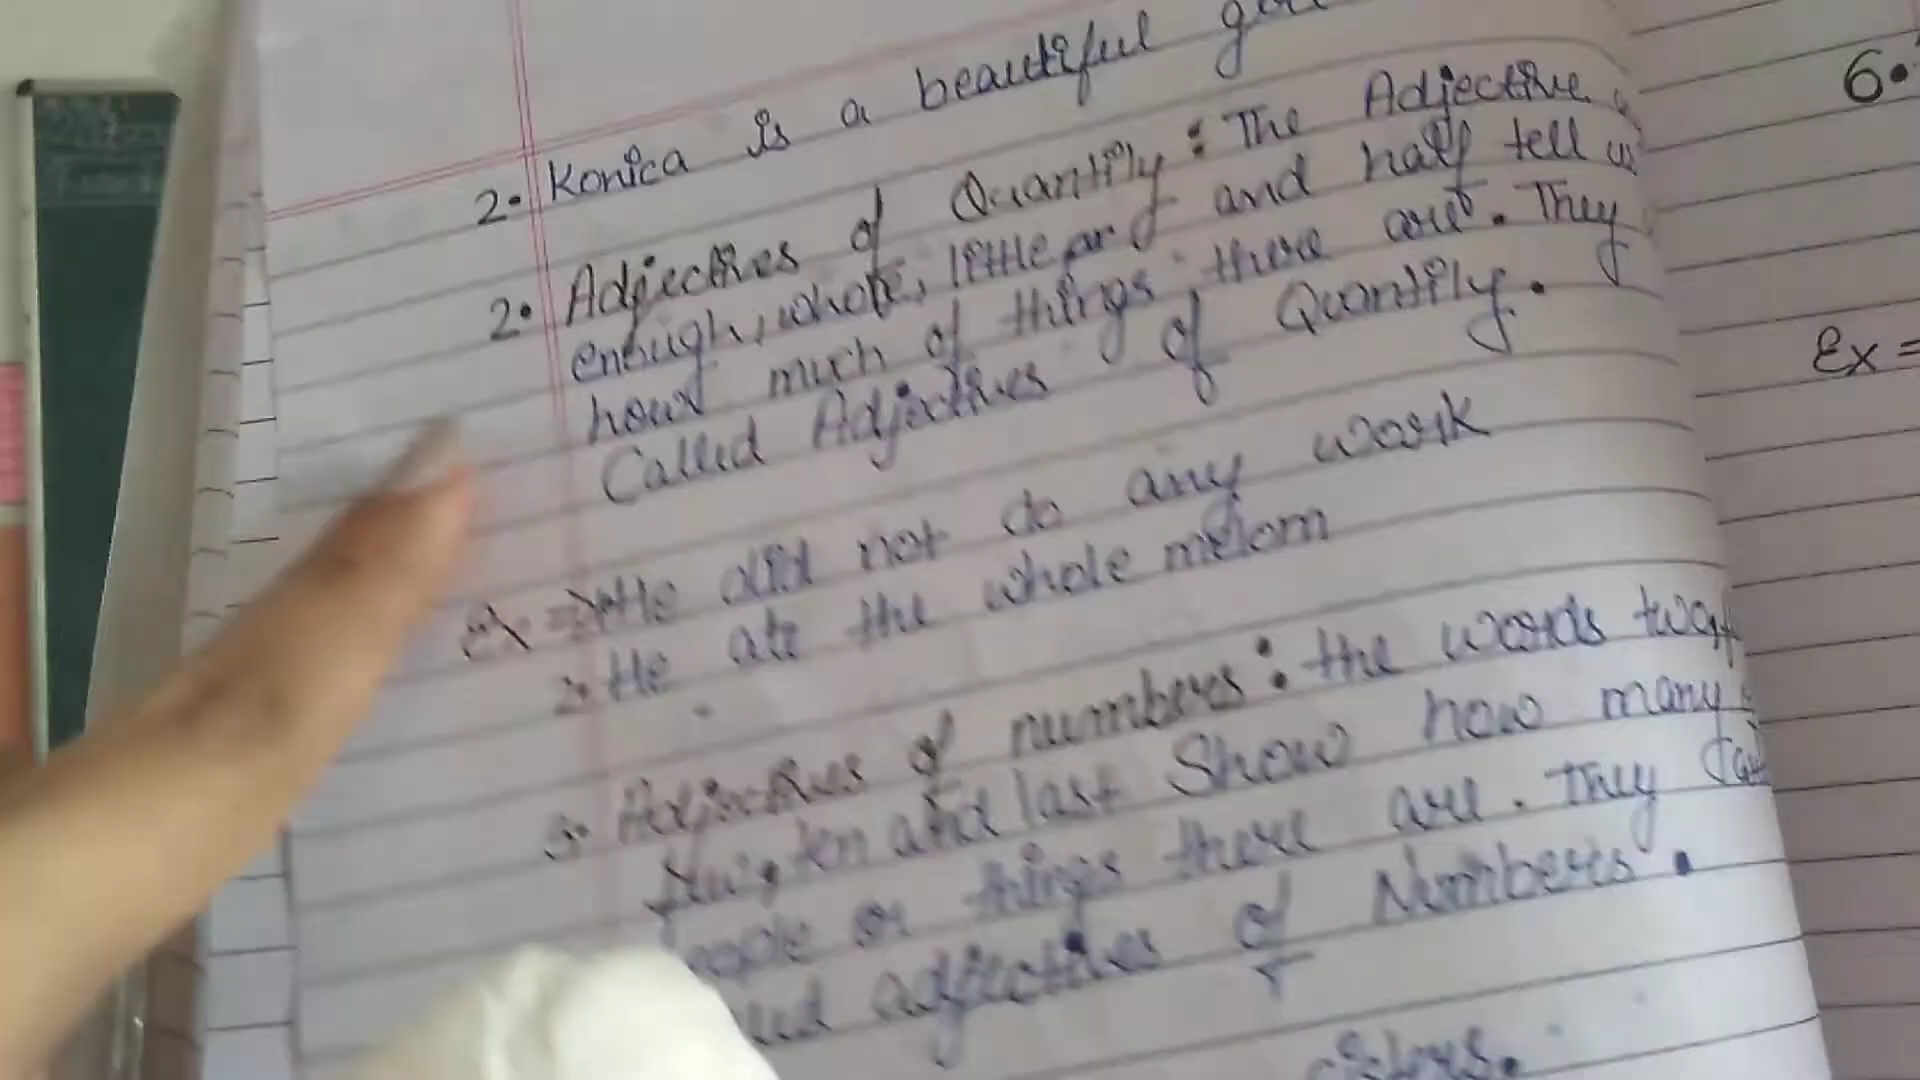 2. Konica is a beautiful
2. Adjectives of Quantity : The Adjective
enough, whole, little any and half tell us
how much of things there are. They
Called Adjectives of Quantity.
Ex => He did not do any work
2. He ate the whole melom
3. Adjectives of numbers : the words two,
ten and last Show how many
or things there are. They
adjectives of Numbers.
6.
Ex =